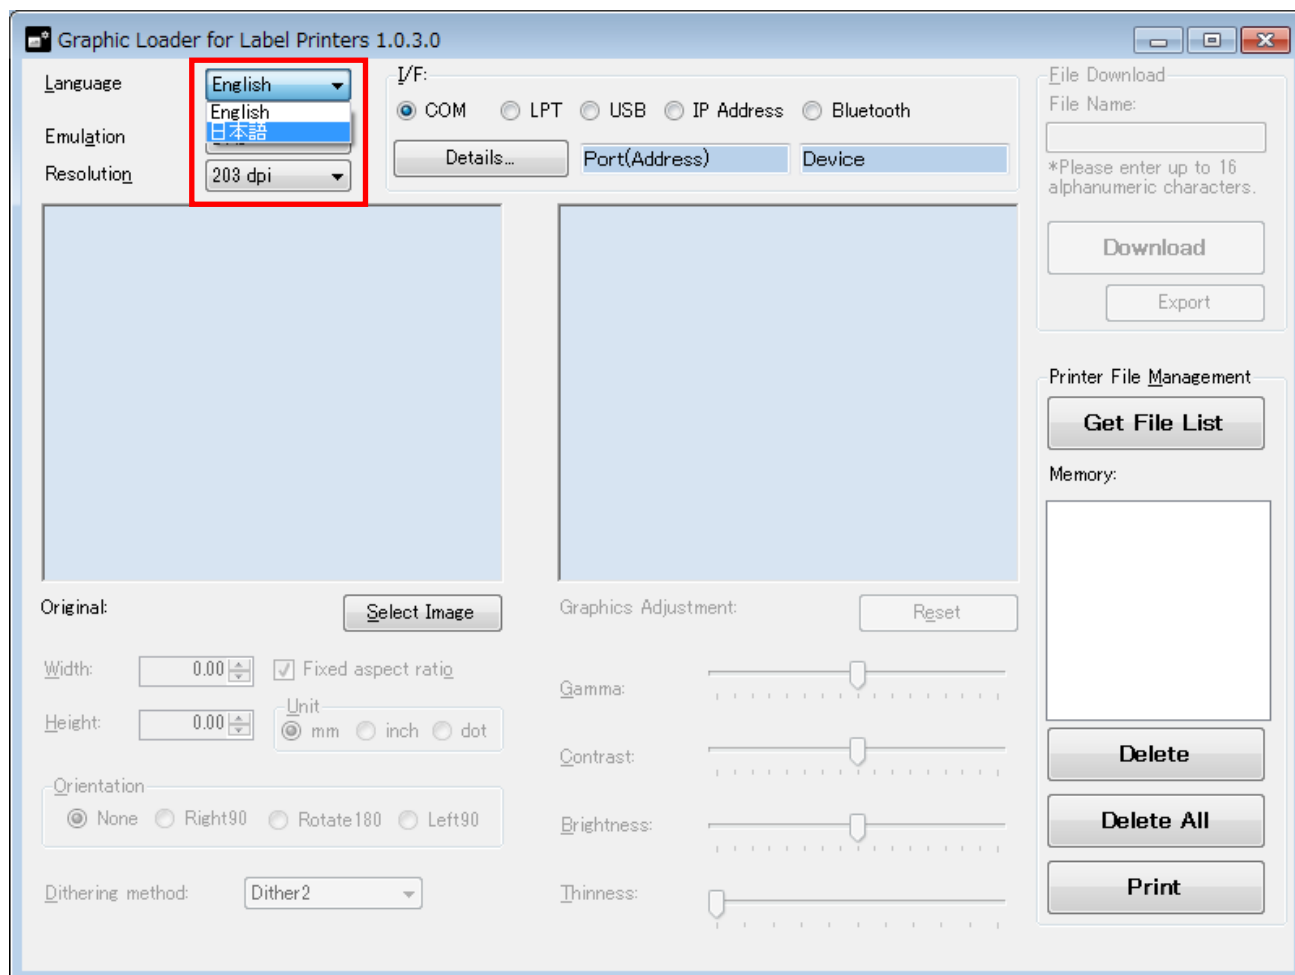 Graphic Loader for Label Printers 1.0.3.0
Language
English
English
日本語
Emulation
Resolution
203 dpi
I/F:
COM
LPT
USB
IP Address
Bluetooth
Details...
Port(Address)
Device
File Download
File Name:
*Please enter up to 16
alphanumeric characters.
Download
Export
Printer File Management
Get File List
Memory:
Delete
Delete All
Print
Original:
Select Image
Width:
0.00
Fixed aspect ratio
Height:
0.00
Unit
mm
inch
dot
Orientation
None
Right90
Rotate180
Left90
Dithering method:
Dither2
Graphics Adjustment:
Reset
Gamma:
Contrast:
Brightness:
Thinness: